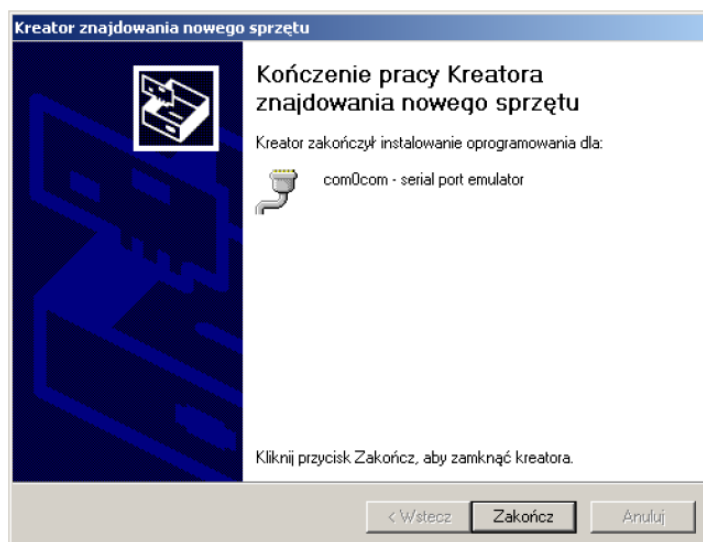 Kreator znajdowania nowego sprzętu
Kończenie pracy Kreatora
znajdowania nowego sprzętu
Kreator zakończył instalowanie oprogramowania dla:
com0com - serial port emulator
Kliknij przycisk Zakończ, aby zamknąć kreatora.
< Wstecz
Zakończ
Anuluj